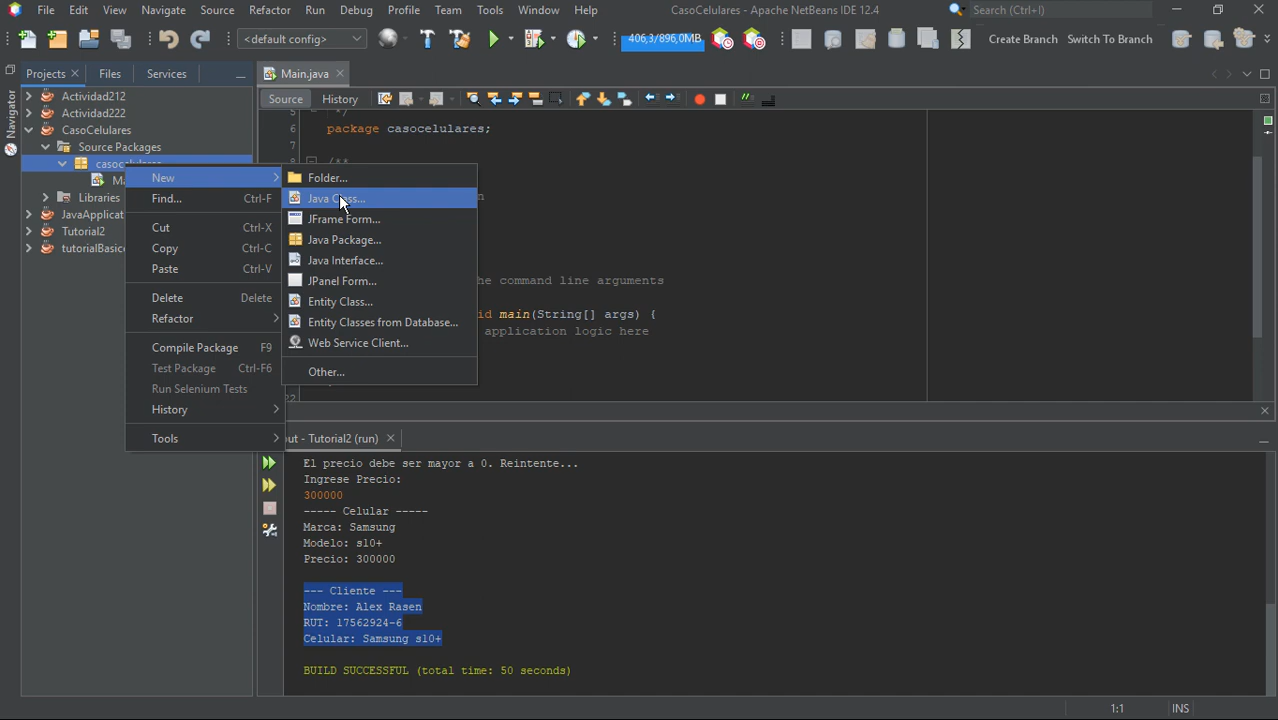 File Edit View Navigate Source Refactor Run Debug Profile Team Tools Window Help CasoCelulares - Apache NetBeans IDE 12.4 Search (Ctrl+I)
<default config> 406,3/896,0MB Create Branch Switch To Branch
Projects Files Services Main.java
Navigator
Actividad212
Actividad222
CasoCelulares
Source Packages
Libraries
Tutorial2
New
Find... Ctrl-F
Cut Ctrl-X
Copy Ctrl-C
Paste Ctrl-V
Delete Delete
Refactor
Compile Package F9
Test Package Ctrl-F6
Run Selenium Tests
History
Tools
Folder...
Java Class...
JFrame Form...
Java Package...
Java Interface...
JPanel Form...
Entity Class...
Entity Classes from Database...
Web Service Client...
Other...
Source History
6 package casocelulares;
7
8 /**
he command line arguments
id main(String[] args) {
application logic here
22
out - Tutorial2 (run)
El precio debe ser mayor a 0. Reintente...
Ingrese Precio:
300000
----- Celular -----
Marca: Samsung
Modelo: s10+
Precio: 300000
--- Cliente ---
Nombre: Alex Rasen
RUT: 17562924-6
Celular: Samsung s10+
BUILD SUCCESSFUL (total time: 50 seconds)
1:1 INS